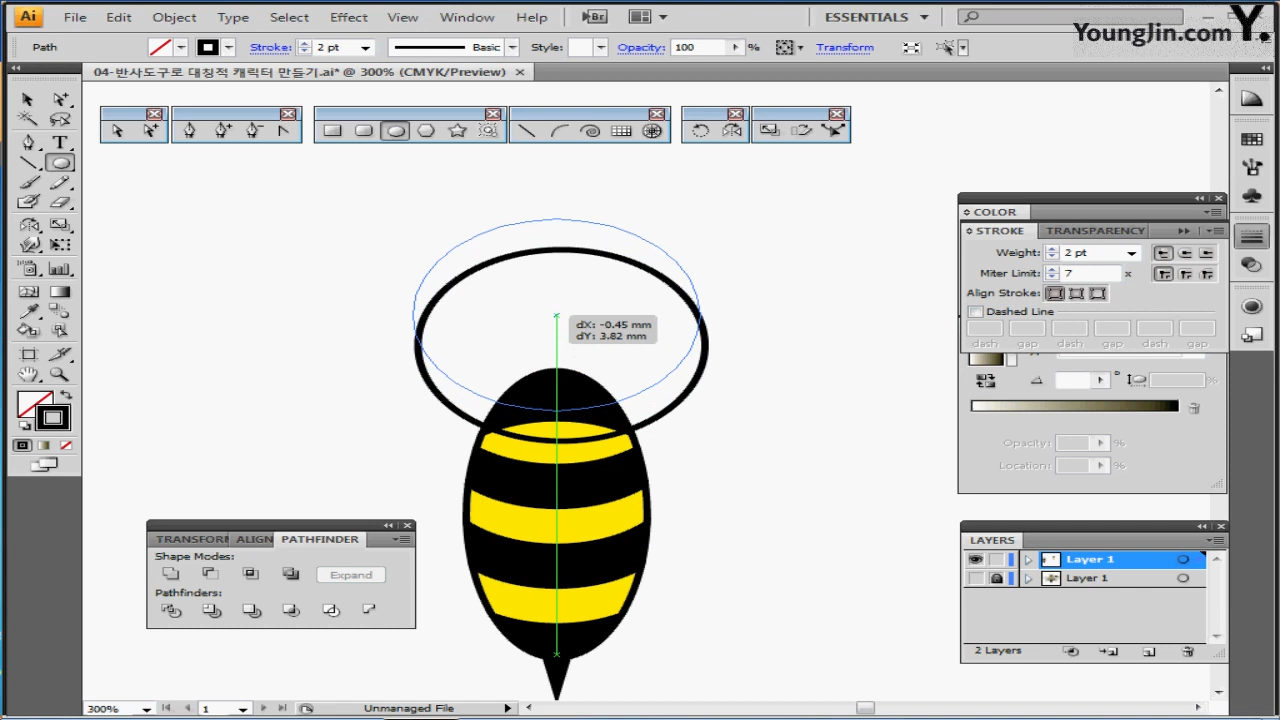 Ai File Edit Object Type Select Effect View Window Help Br ESSENTIALS
YoungJin.com Y.
Path Stroke: 2 pt Basic Style: Opacity: 100 % Transform
04-반사도구로 대칭적 캐릭터 만들기.ai* @ 300% (CMYK/Preview)
COLOR
STROKE TRANSPARENCY
Weight: 2 pt
Miter Limit: 7 x
Align Stroke:
Dashed Line
dash gap dash gap dash gap
%
Opacity: %
Location: %
dX: -0.45 mm
dY: 3.82 mm
TRANSFORM ALIGN PATHFINDER
Shape Modes:
Expand
Pathfinders:
LAYERS
Layer 1
Layer 1
2 Layers
300% 1 Unmanaged File